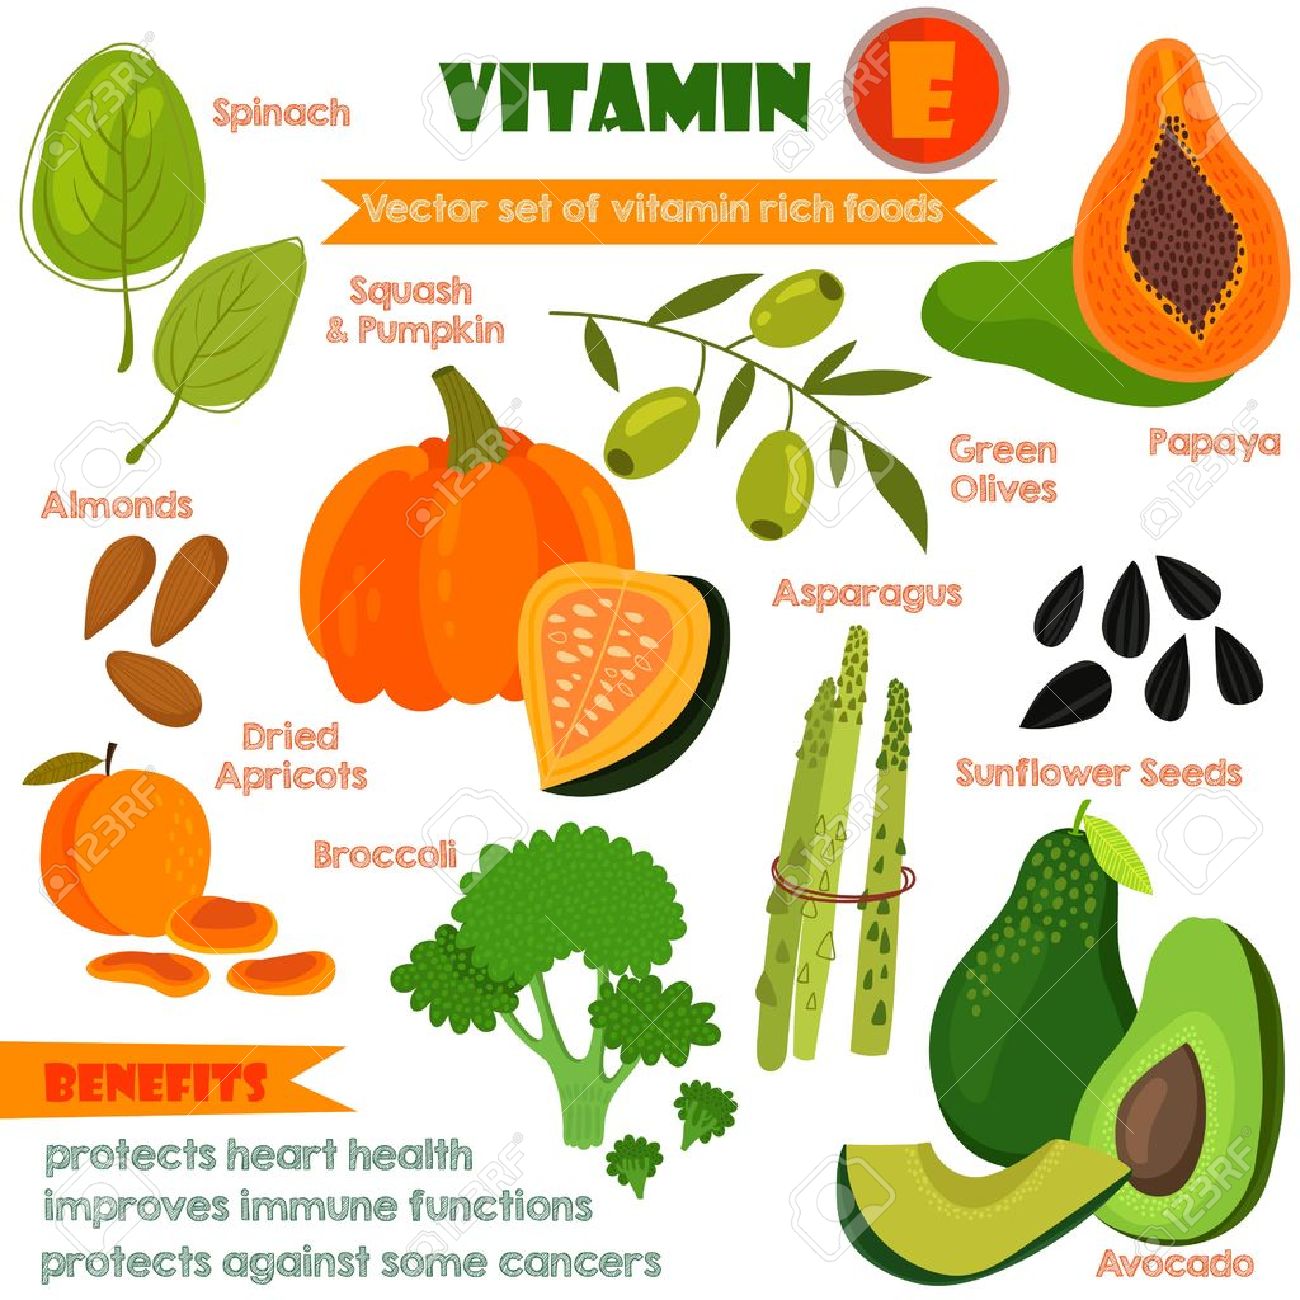 VITAMIN E
Vector set of vitamin rich foods
Spinach
Squash
& Pumpkin
Green
Olives
Papaya
Almonds
Asparagus
Dried
Apricots
Sunflower Seeds
Broccoli
BENEFITS
protects heart health
improves immune functions
protects against some cancers
Avocado
123RF